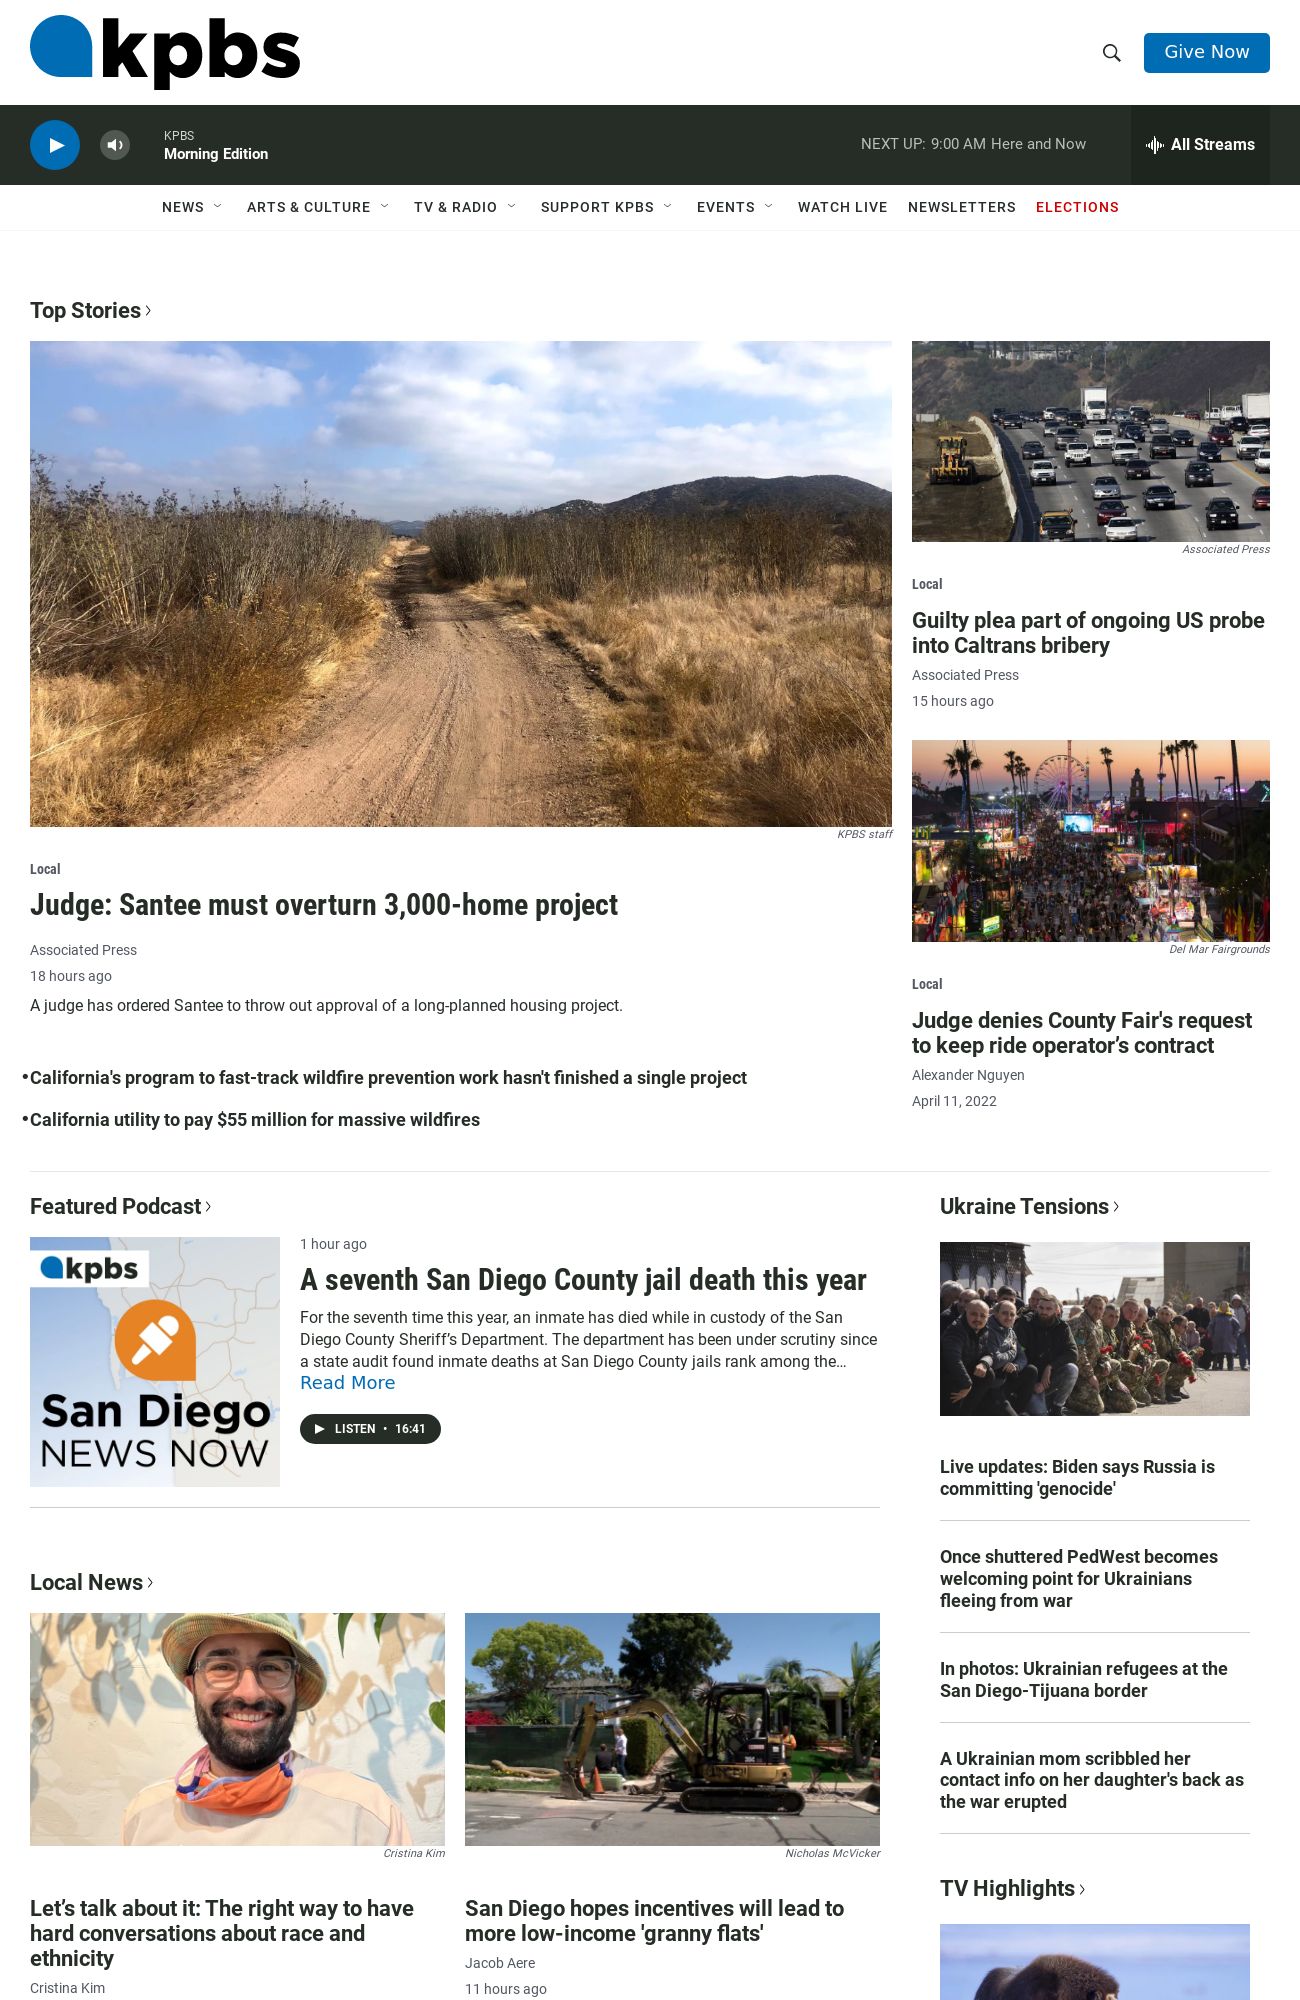 kpbs
Give Now
KPBS
Morning Edition
NEXT UP: 9:00 AM Here and Now
All Streams
NEWS
ARTS & CULTURE
TV & RADIO
SUPPORT KPBS
EVENTS
WATCH LIVE
NEWSLETTERS
ELECTIONS
Top Stories
KPBS staff
Local
Judge: Santee must overturn 3,000-home project
Associated Press
18 hours ago
A judge has ordered Santee to throw out approval of a long-planned housing project.
•California's program to fast-track wildfire prevention work hasn't finished a single project
•California utility to pay $55 million for massive wildfires
Associated Press
Local
Guilty plea part of ongoing US probe
into Caltrans bribery
Associated Press
15 hours ago
Del Mar Fairgrounds
Local
Judge denies County Fair's request
to keep ride operator’s contract
Alexander Nguyen
April 11, 2022
Featured Podcast
kpbs
San Diego
NEWS NOW
1 hour ago
A seventh San Diego County jail death this year
For the seventh time this year, an inmate has died while in custody of the San
Diego County Sheriff’s Department. The department has been under scrutiny since
a state audit found inmate deaths at San Diego County jails rank among the…
Read More
LISTEN • 16:41
Local News
Cristina Kim
Let’s talk about it: The right way to have
hard conversations about race and
ethnicity
Cristina Kim
Nicholas McVicker
San Diego hopes incentives will lead to
more low-income 'granny flats'
Jacob Aere
11 hours ago
Ukraine Tensions
Live updates: Biden says Russia is
committing 'genocide'
Once shuttered PedWest becomes
welcoming point for Ukrainians
fleeing from war
In photos: Ukrainian refugees at the
San Diego-Tijuana border
A Ukrainian mom scribbled her
contact info on her daughter's back as
the war erupted
TV Highlights